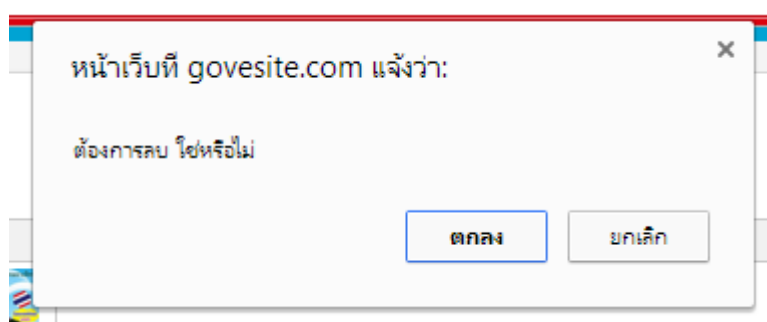 หน้าเว็บที่ govesite.com แจ้งว่า:
ต้องการลบ ใช่หรือไม่
ตกลง
ยกเลิก